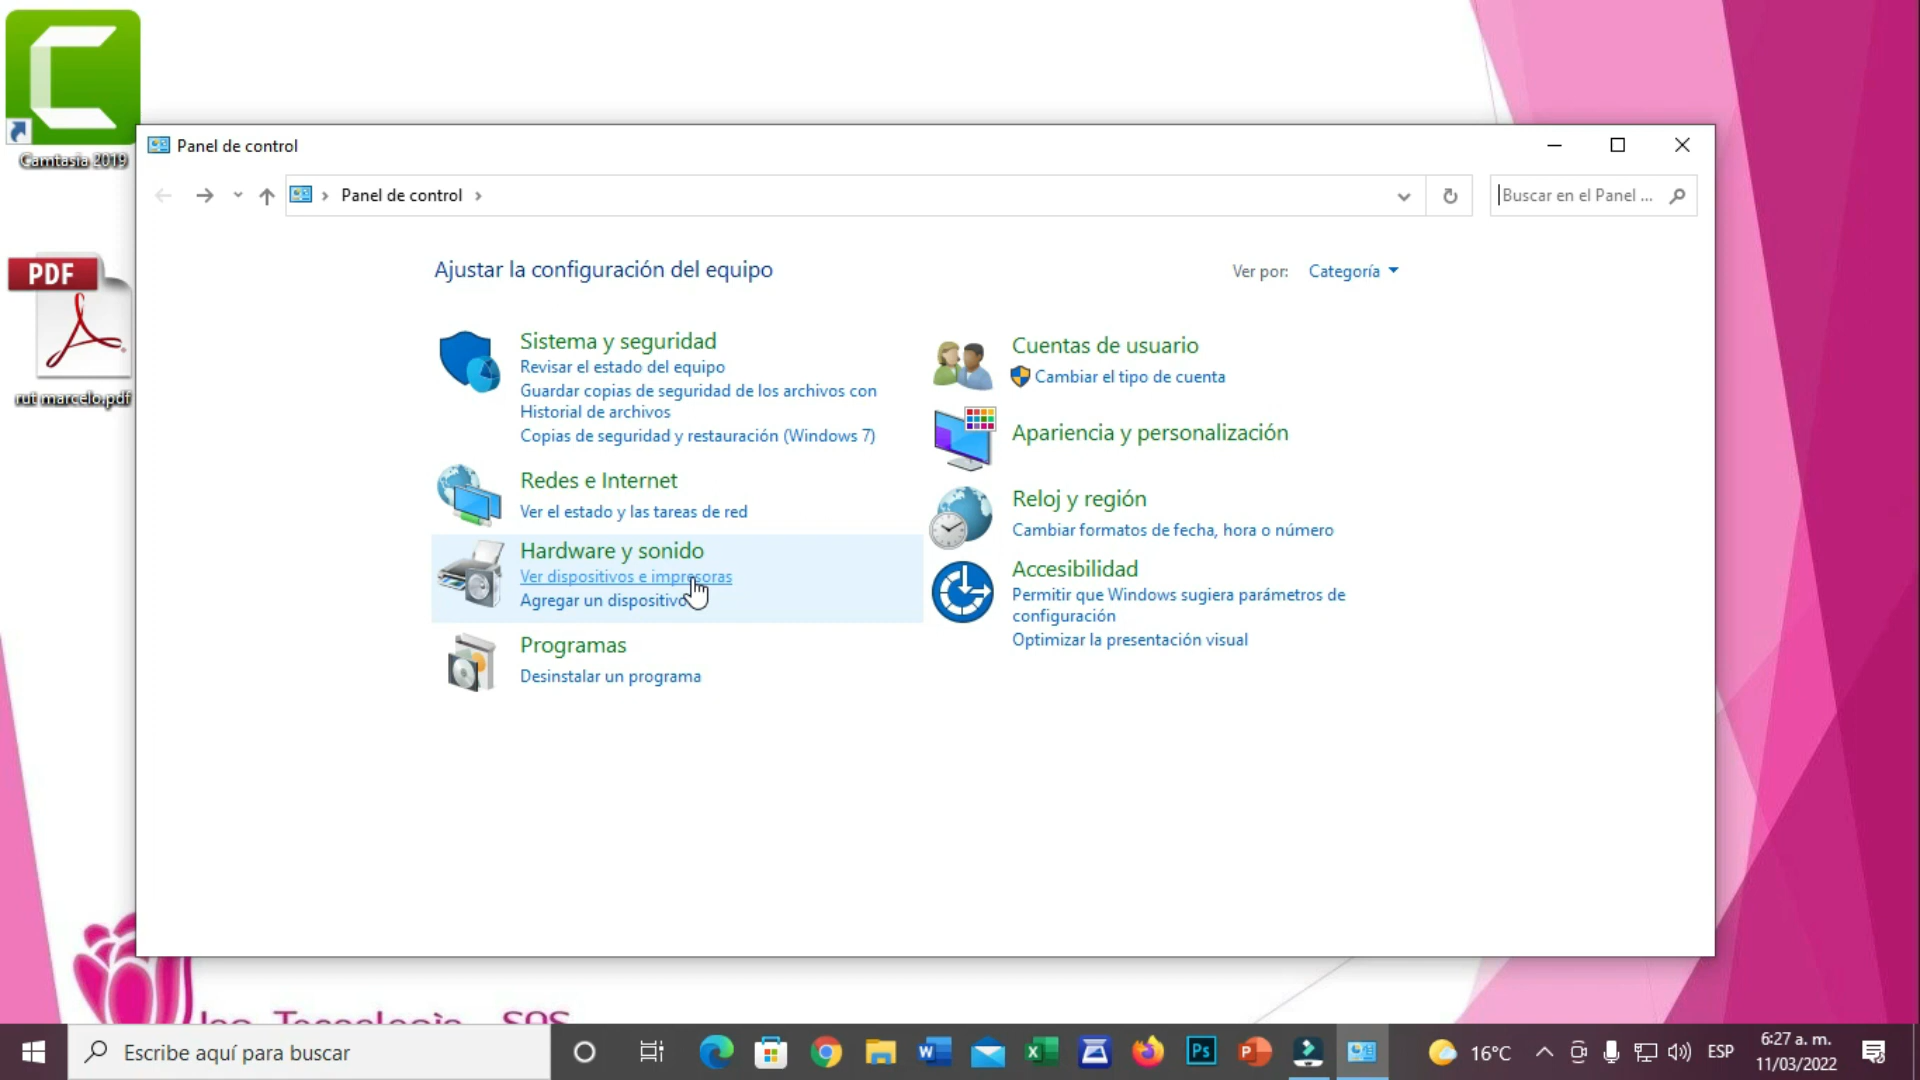 Camtasia 2019
PDF
rut marcelo.pdf
Panel de control
Panel de control
Buscar en el Panel ...
Ajustar la configuración del equipo
Ver por: Categoría
Sistema y seguridad
Revisar el estado del equipo
Guardar copias de seguridad de los archivos con
Historial de archivos
Copias de seguridad y restauración (Windows 7)
Redes e Internet
Ver el estado y las tareas de red
Hardware y sonido
Ver dispositivos e impresoras
Agregar un dispositivo
Programas
Desinstalar un programa
Cuentas de usuario
Cambiar el tipo de cuenta
Apariencia y personalización
Reloj y región
Cambiar formatos de fecha, hora o número
Accesibilidad
Permitir que Windows sugiera parámetros de
configuración
Optimizar la presentación visual
Escribe aquí para buscar
Ps
16°C
ESP
6:27 a. m.
11/03/2022